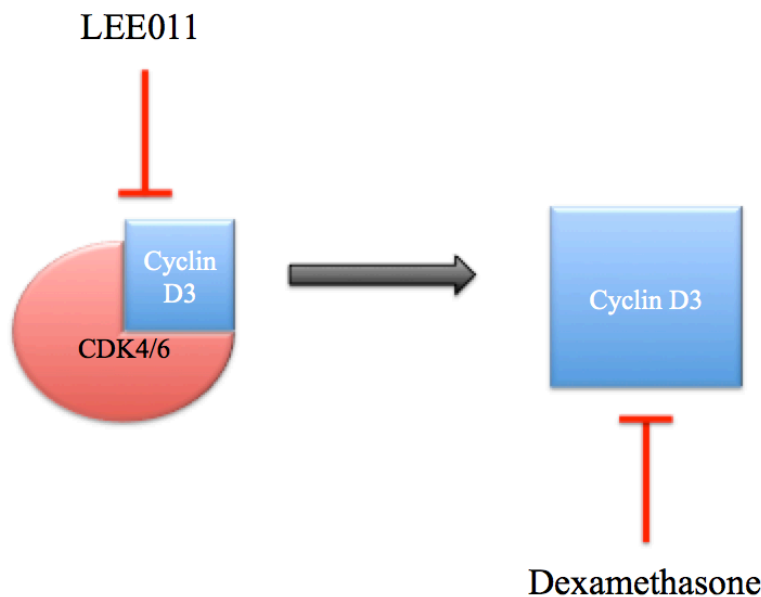 LEE011
Cyclin
D3
CDK4/6
Cyclin D3
Dexamethasone